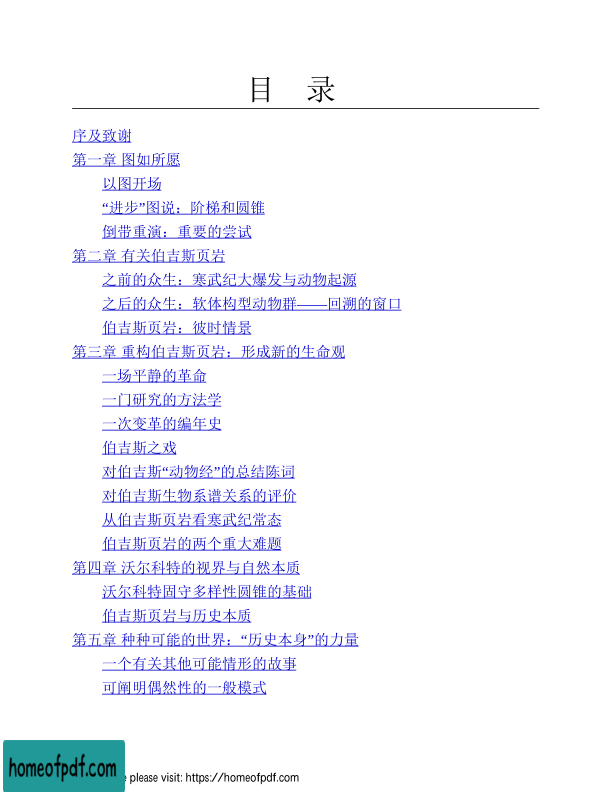 目 录
序及致谢
第一章 图如所愿
以图开场
“进步”图说：阶梯和圆锥
倒带重演：重要的尝试
第二章 有关伯吉斯页岩
之前的众生：寒武纪大爆发与动物起源
之后的众生：软体构型动物群——回溯的窗口
伯吉斯页岩：彼时情景
第三章 重构伯吉斯页岩：形成新的生命观
一场平静的革命
一门研究的方法学
一次变革的编年史
伯吉斯之戏
对伯吉斯“动物经”的总结陈词
对伯吉斯生物系谱关系的评价
从伯吉斯页岩看寒武纪常态
伯吉斯页岩的两个重大难题
第四章 沃尔科特的视界与自然本质
沃尔科特固守多样性圆锥的基础
伯吉斯页岩与历史本质
第五章 种种可能的世界：“历史本身”的力量
一个有关其他可能情形的故事
可阐明偶然性的一般模式
homeofpdf.com
please visit: https://homeofpdf.com